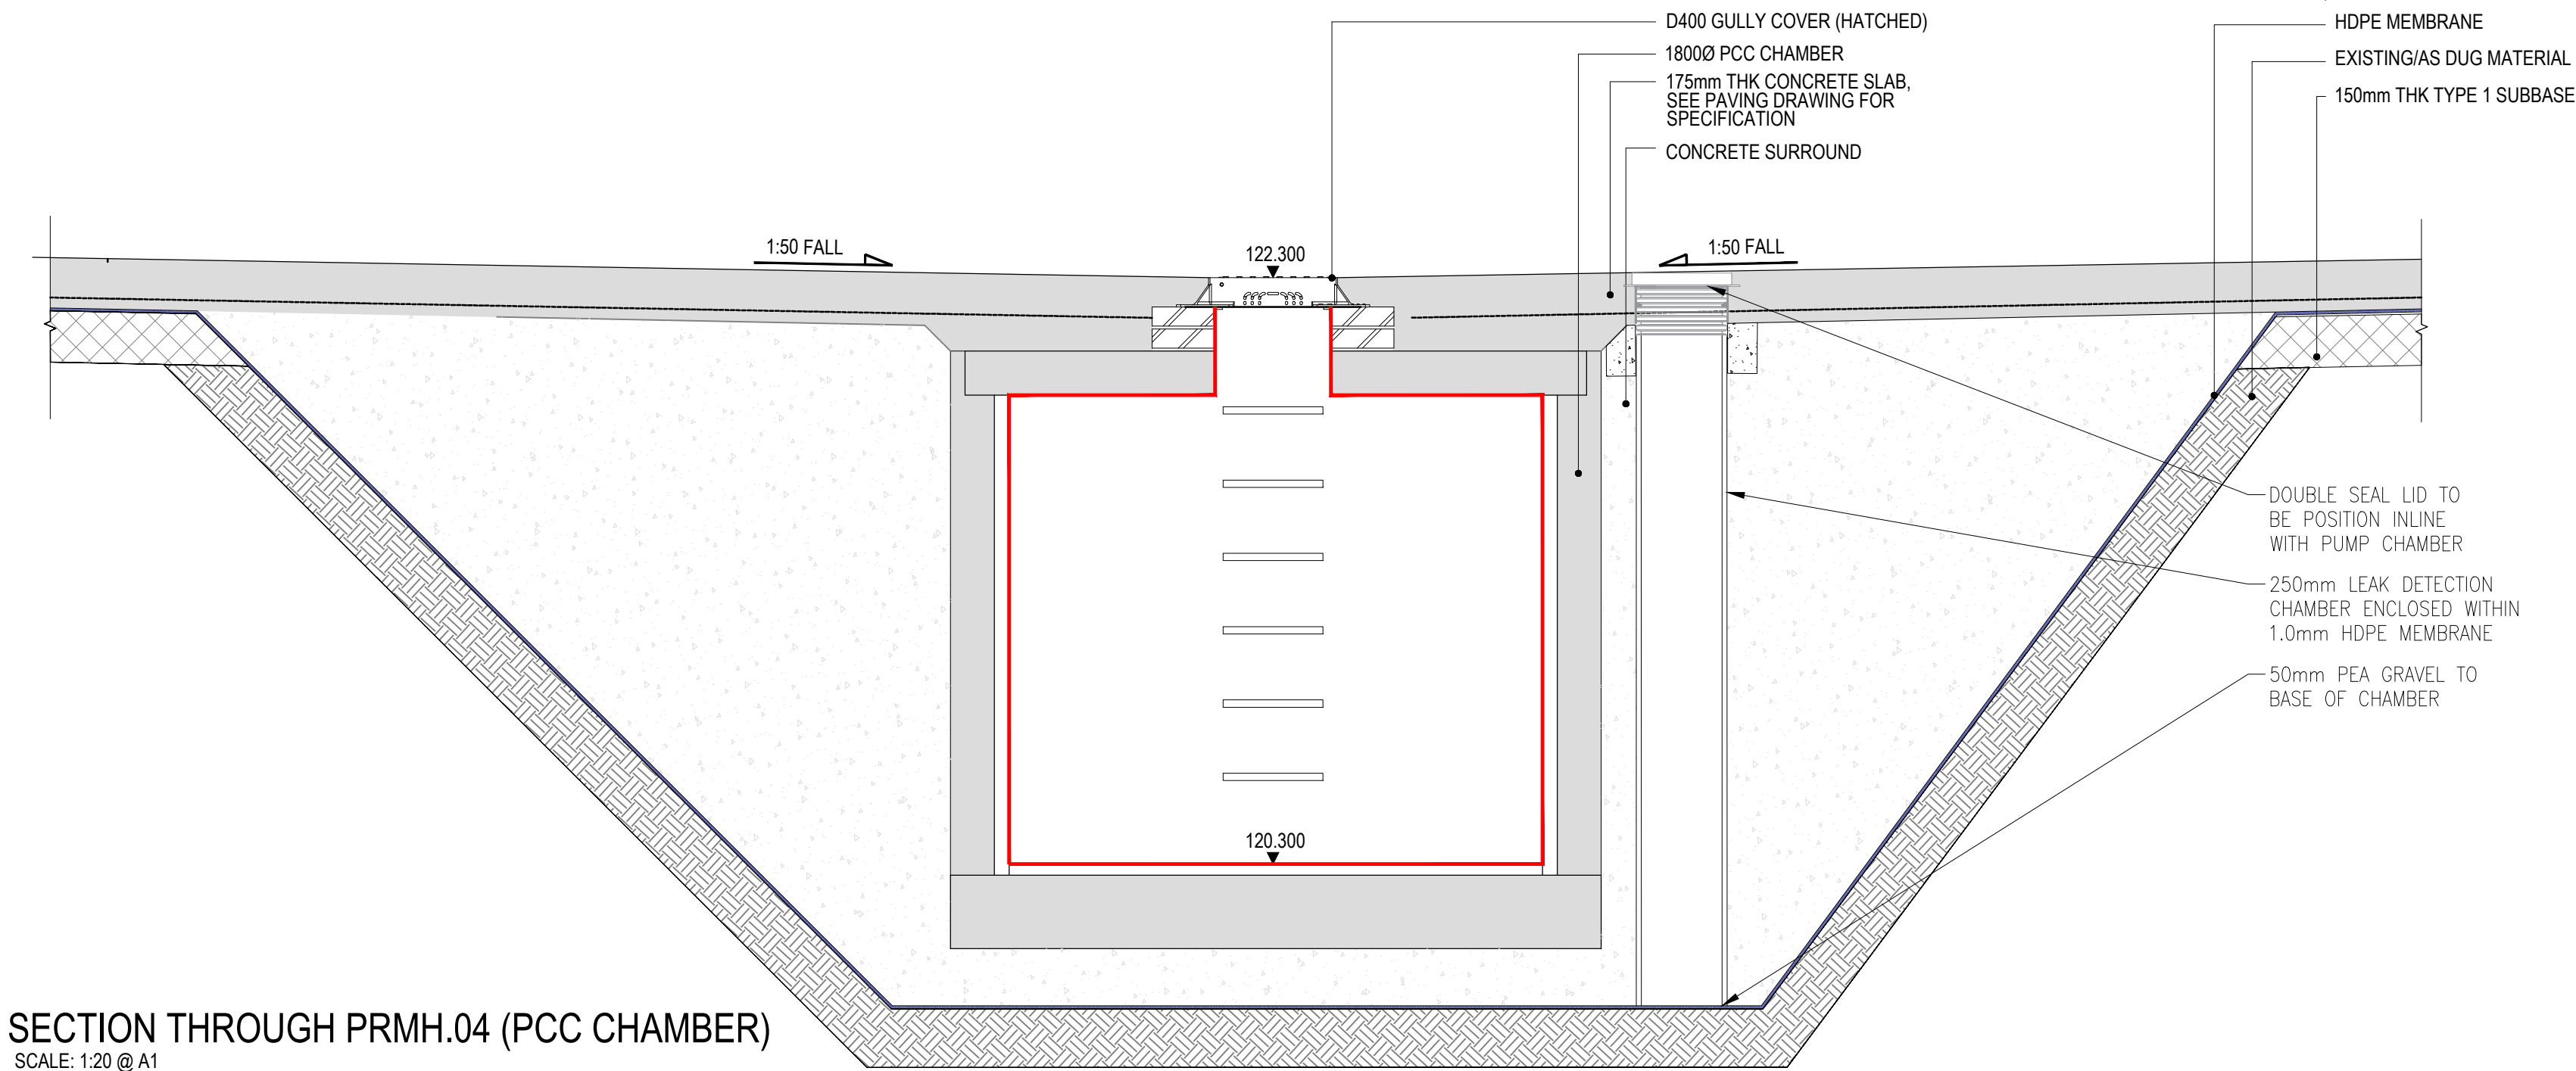 D400 GULLY COVER (HATCHED)
1800Ø PCC CHAMBER
175mm THK CONCRETE SLAB,
SEE PAVING DRAWING FOR
SPECIFICATION
CONCRETE SURROUND
HDPE MEMBRANE
EXISTING/AS DUG MATERIAL
150mm THK TYPE 1 SUBBASE
1:50 FALL
122.300
1:50 FALL
DOUBLE SEAL LID TO
BE POSITION INLINE
WITH PUMP CHAMBER
250mm LEAK DETECTION
CHAMBER ENCLOSED WITHIN
1.0mm HDPE MEMBRANE
50mm PEA GRAVEL TO
BASE OF CHAMBER
120.300
SECTION THROUGH PRMH.04 (PCC CHAMBER)
SCALE: 1:20 @ A1